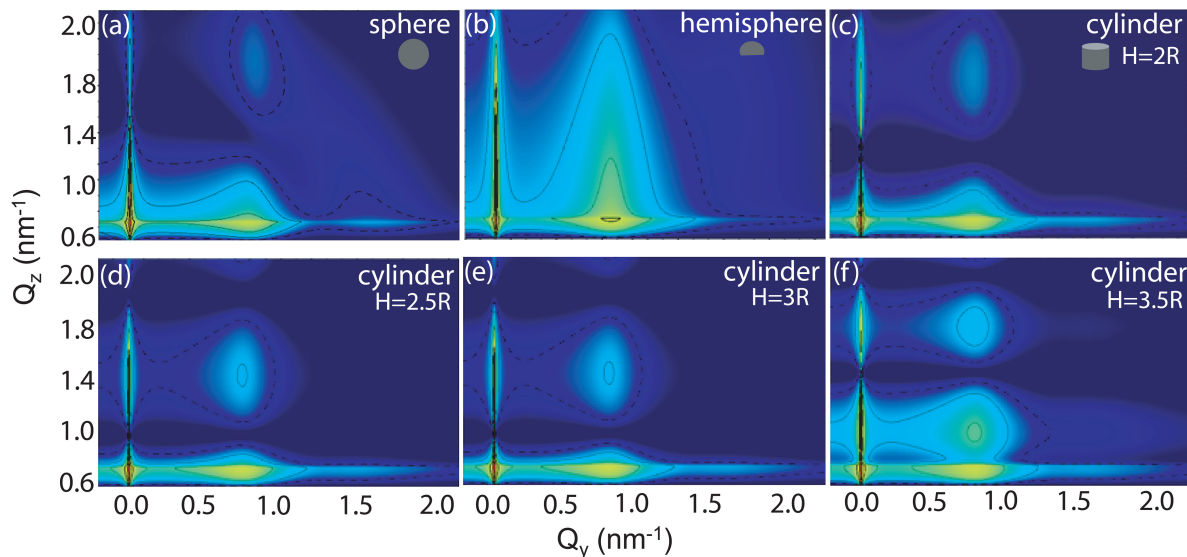 (a) sphere
(b) hemisphere
(c) cylinder
H=2R
2.0
1.8
1.4
1.0
0.6
(d) cylinder
H=2.5R
(e) cylinder
H=3R
(f) cylinder
H=3.5R
2.0
1.8
1.4
1.0
0.6
0.0 0.5 1.0 1.5 2.0 0.0 0.5 1.0 1.5 2.0 0.0 0.5 1.0 1.5 2.0
Qz (nm⁻¹)
Qy (nm⁻¹)